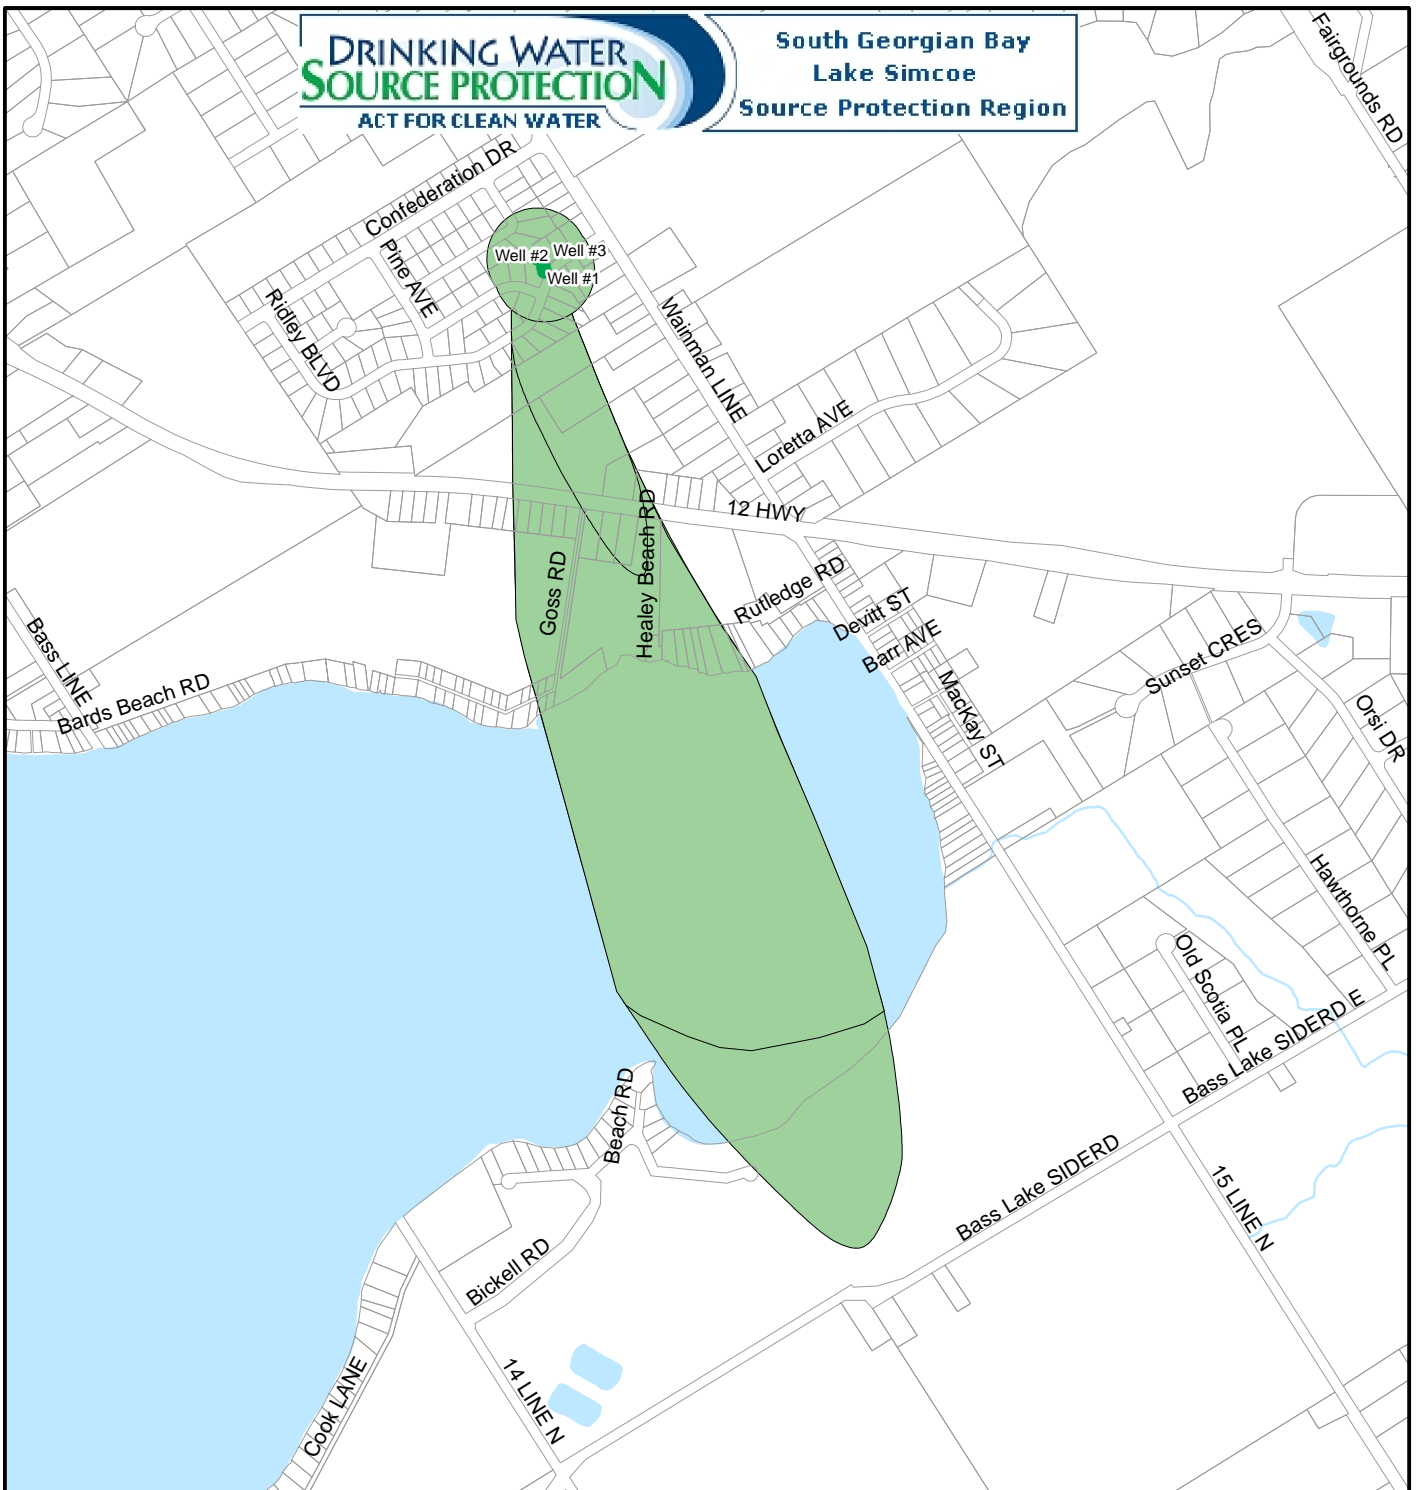 DRINKING WATER
SOURCE PROTECTION
ACT FOR CLEAN WATER
South Georgian Bay
Lake Simcoe
Source Protection Region
Fairgrounds RD
Confederation DR
Pine AVE
Ridley BLVD
Well #2
Well #3
Well #1
Wainman LINE
Loretta AVE
12 HWY
Goss RD
Healey Beach RD
Rutledge RD
Devitt ST
Barr AVE
MacKay ST
Sunset CRES
Orsi DR
Bass LINE
Bards Beach RD
Hawthorne PL
Old Scotia PL
Bass Lake SIDERD E
Beach RD
Bass Lake SIDERD
15 LINE N
Bickell RD
14 LINE N
Cook LANE